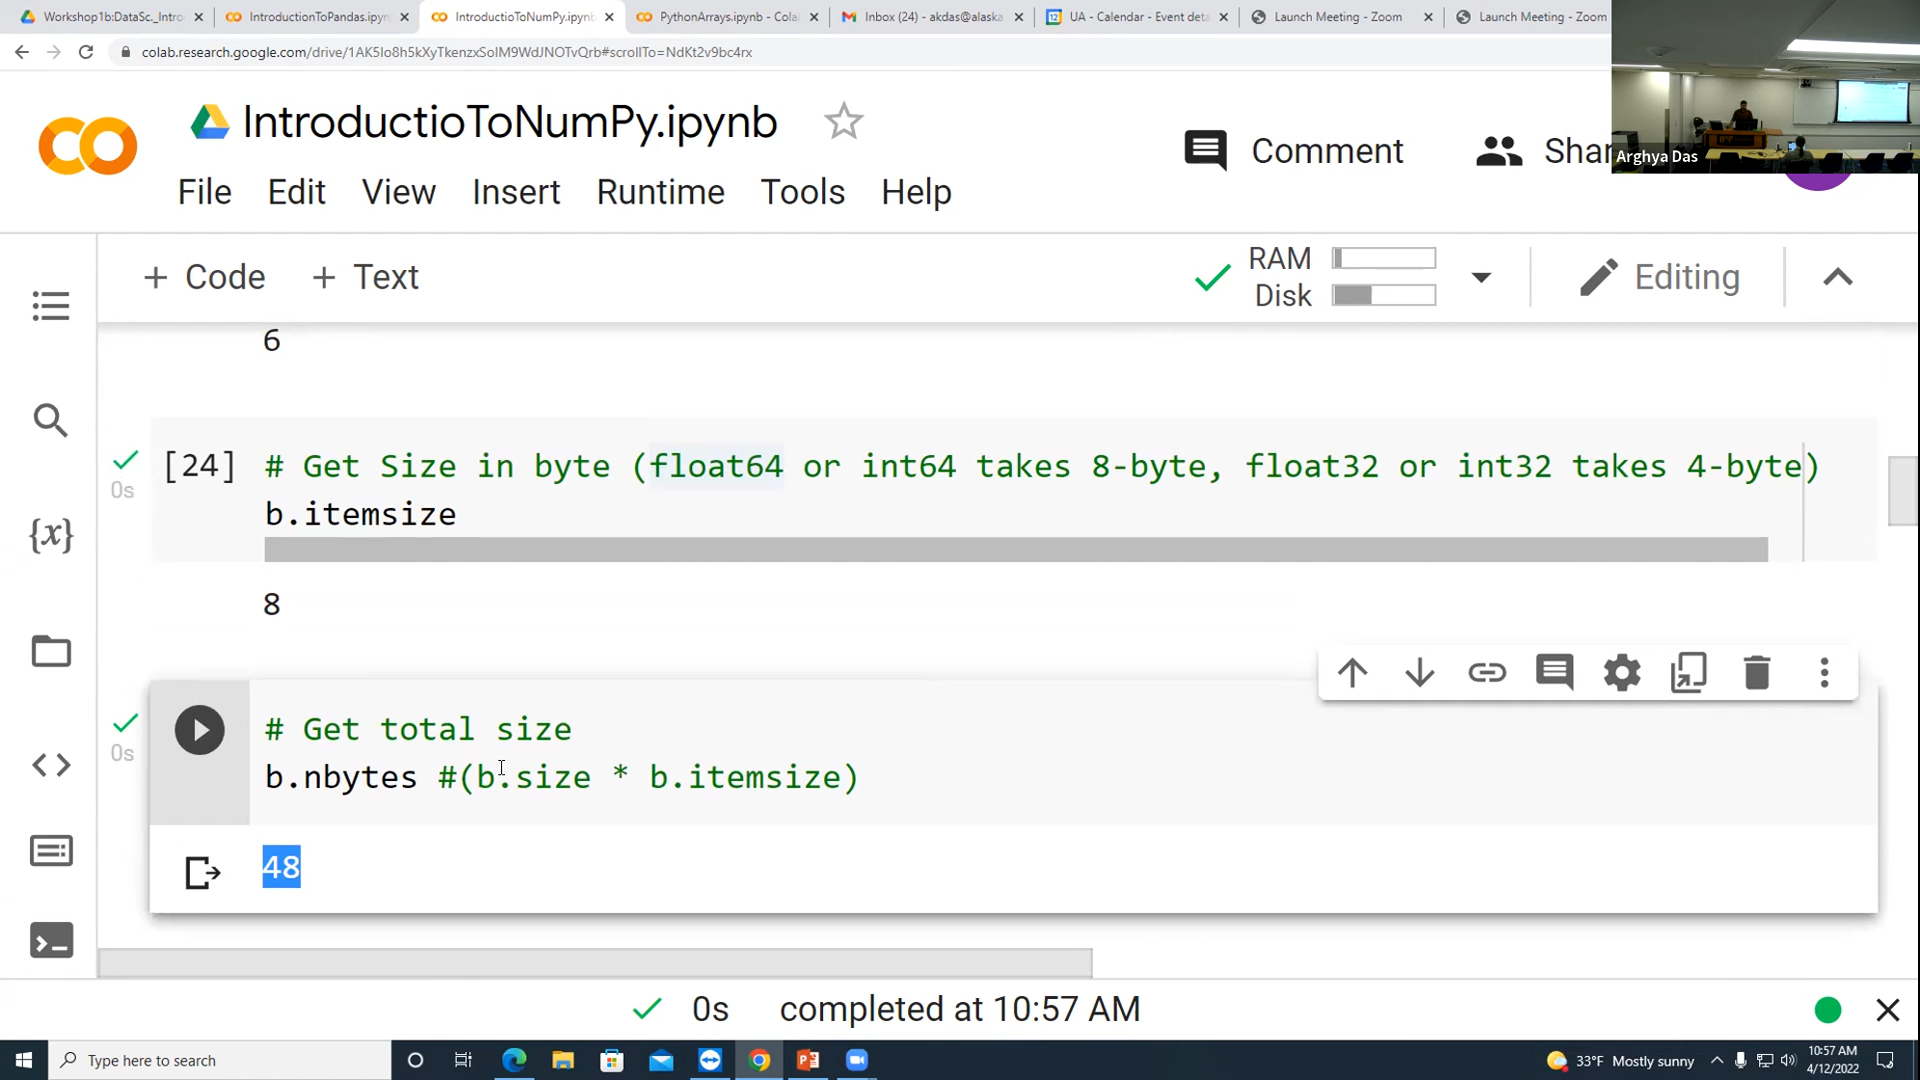 Workshop1b:DataSc._Intro
IntroductionToPandas.ipyn
IntroductioToNumPy.ipynb
PythonArrays.ipynb - Cola
Inbox (24) - akdas@alaska
UA - Calendar - Event deta
Launch Meeting - Zoom
Launch Meeting - Zoom
colab.research.google.com/drive/1AK5Io8h5kXyTkenzxSoIM9WdJNOTvQrb#scrollTo=NdKt2v9bc4rx
IntroductioToNumPy.ipynb
Comment
Shar
Arghya Das
File Edit View Insert Runtime Tools Help
+ Code + Text
RAM
Disk
Editing
6
[24] # Get Size in byte (float64 or int64 takes 8-byte, float32 or int32 takes 4-byte)
0s
b.itemsize
8
# Get total size
0s
b.nbytes #(b.size * b.itemsize)
48
0s completed at 10:57 AM
Type here to search
33°F Mostly sunny
10:57 AM
4/12/2022